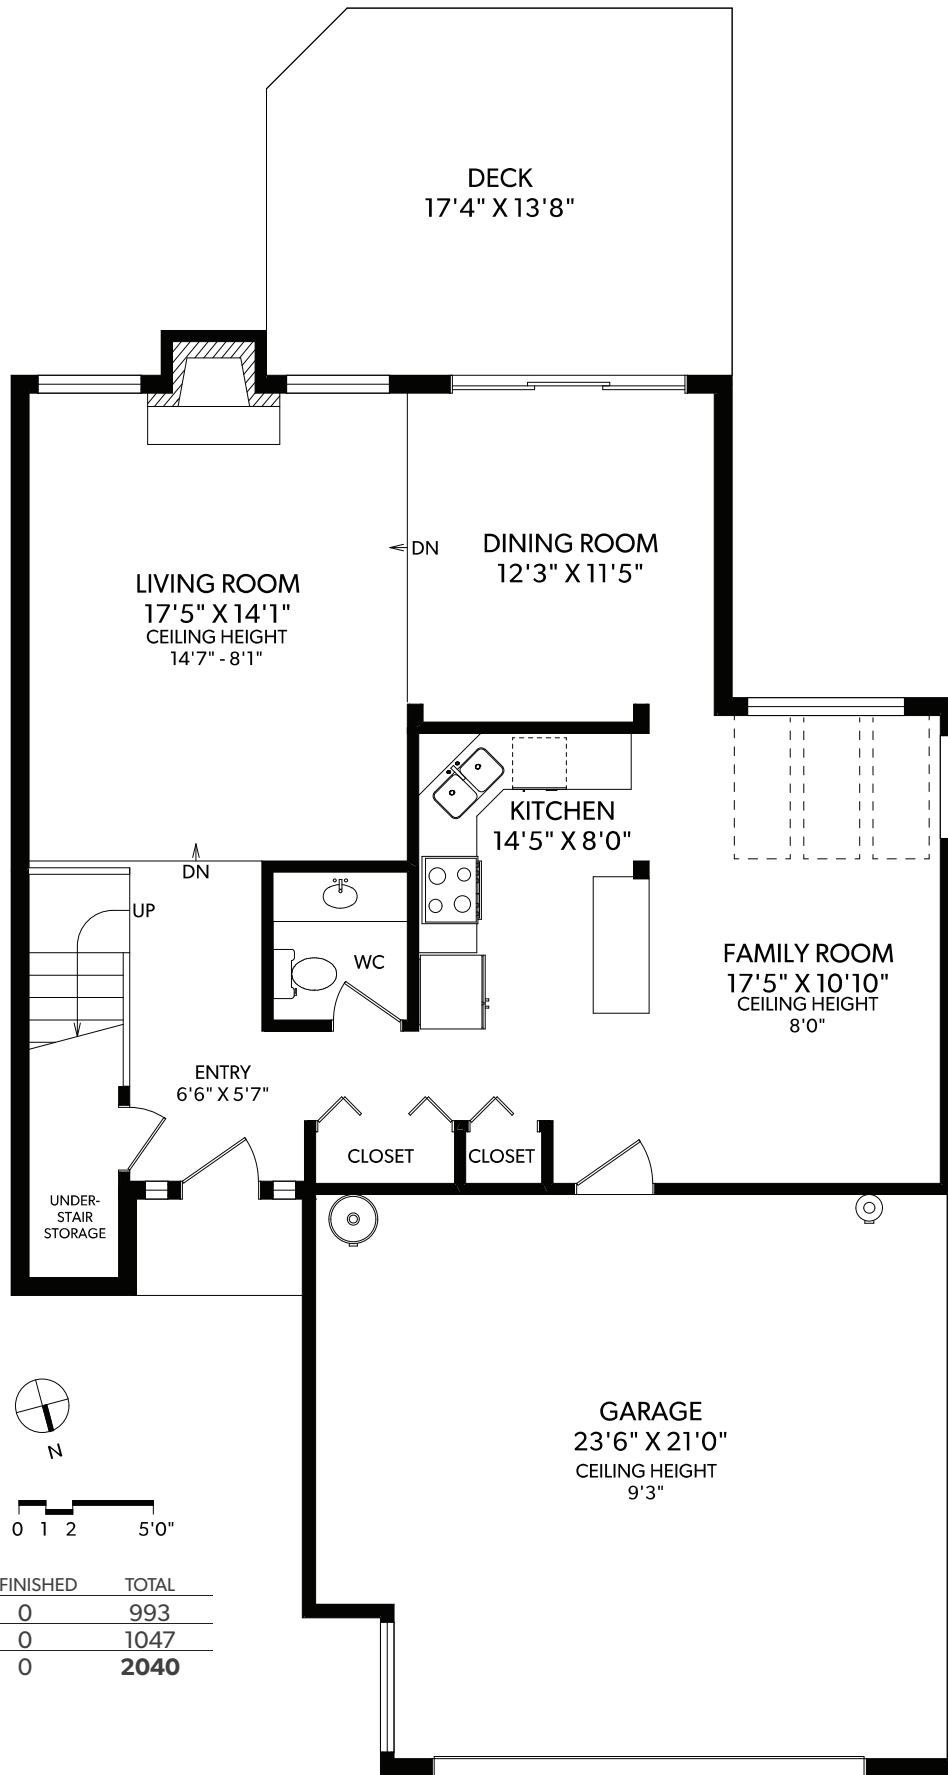 DECK
17'4" X 13'8"
DN
DINING ROOM
12'3" X 11'5"
LIVING ROOM
17'5" X 14'1"
CEILING HEIGHT
14'7" - 8'1"
KITCHEN
14'5" X 8'0"
DN
UP
WC
FAMILY ROOM
17'5" X 10'10"
CEILING HEIGHT
8'0"
ENTRY
6'6" X 5'7"
CLOSET
CLOSET
UNDER-
STAIR
STORAGE
GARAGE
23'6" X 21'0"
CEILING HEIGHT
9'3"
N
0 1 2 5'0"
FINISHED TOTAL
0 993
0 1047
0 2040